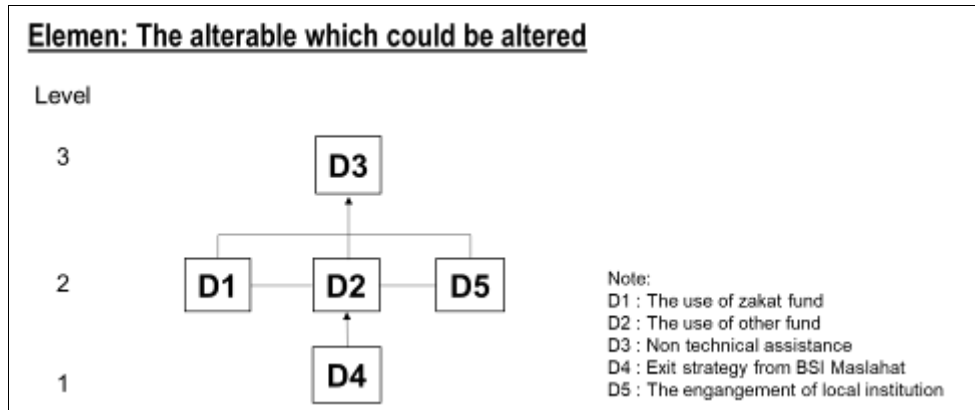 Elemen: The alterable which could be altered
Level
3
D3
2
D1
D2
D5
1
D4
Note:
D1 : The use of zakat fund
D2 : The use of other fund
D3 : Non technical assistance
D4 : Exit strategy from BSI Maslahat
D5 : The engangement of local institution